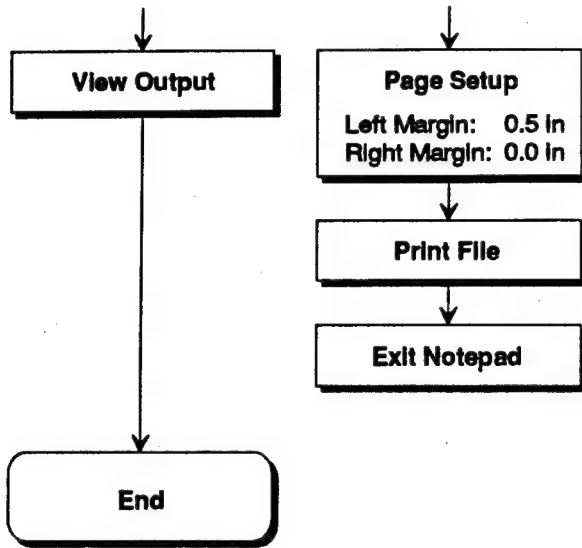 View Output
End
Page Setup
Left Margin: 0.5 in
Right Margin: 0.0 in
Print File
Exit Notepad